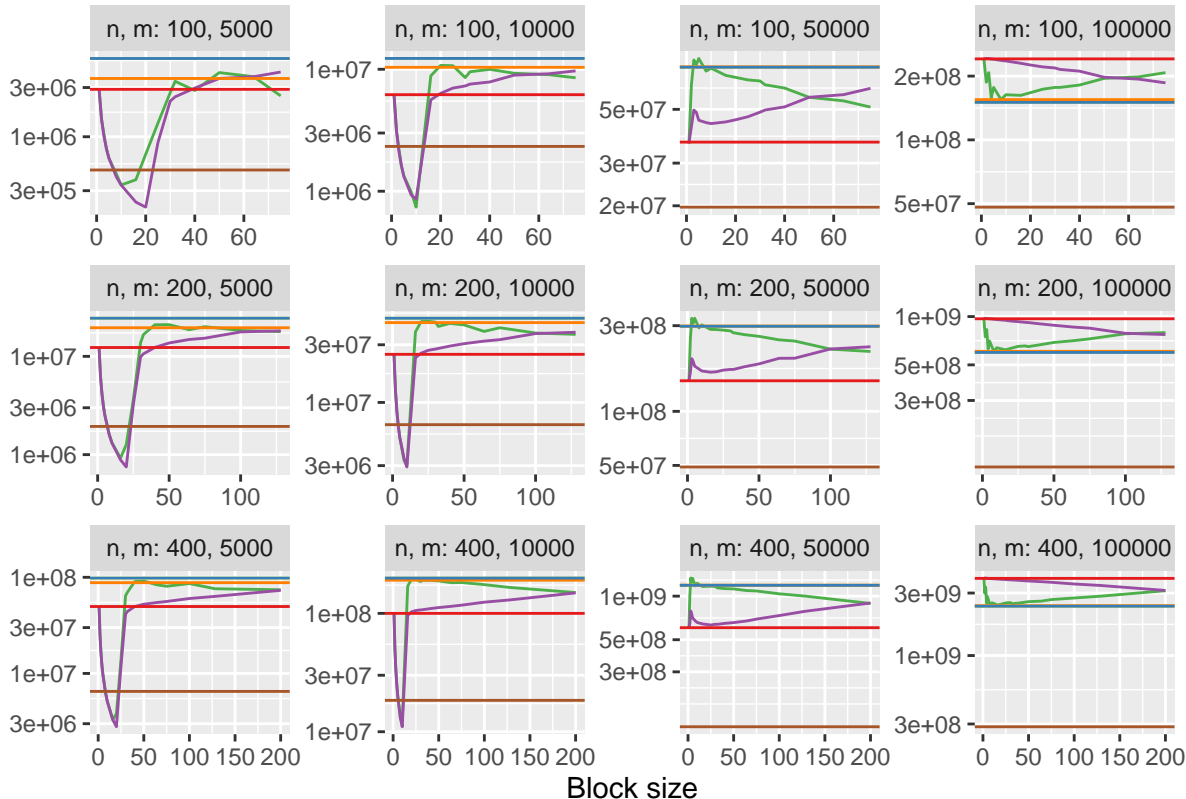 n, m: 100, 5000
3e+06
1e+06
3e+05
0 20 40 60
n, m: 100, 10000
1e+07
3e+06
1e+06
0 20 40 60
n, m: 100, 50000
5e+07
3e+07
2e+07
0 20 40 60
n, m: 100, 100000
2e+08
1e+08
5e+07
0 20 40 60
n, m: 200, 5000
1e+07
3e+06
1e+06
0 50 100
n, m: 200, 10000
3e+07
1e+07
3e+06
0 50 100
n, m: 200, 50000
3e+08
1e+08
5e+07
0 50 100
n, m: 200, 100000
1e+09
5e+08
3e+08
0 50 100
n, m: 400, 5000
1e+08
3e+07
1e+07
3e+06
0 50 100 150 200
n, m: 400, 10000
1e+08
3e+07
1e+07
0 50 100 150 200
n, m: 400, 50000
1e+09
5e+08
3e+08
0 50 100 150 200
n, m: 400, 100000
3e+09
1e+09
3e+08
0 50 100 150 200
Block size